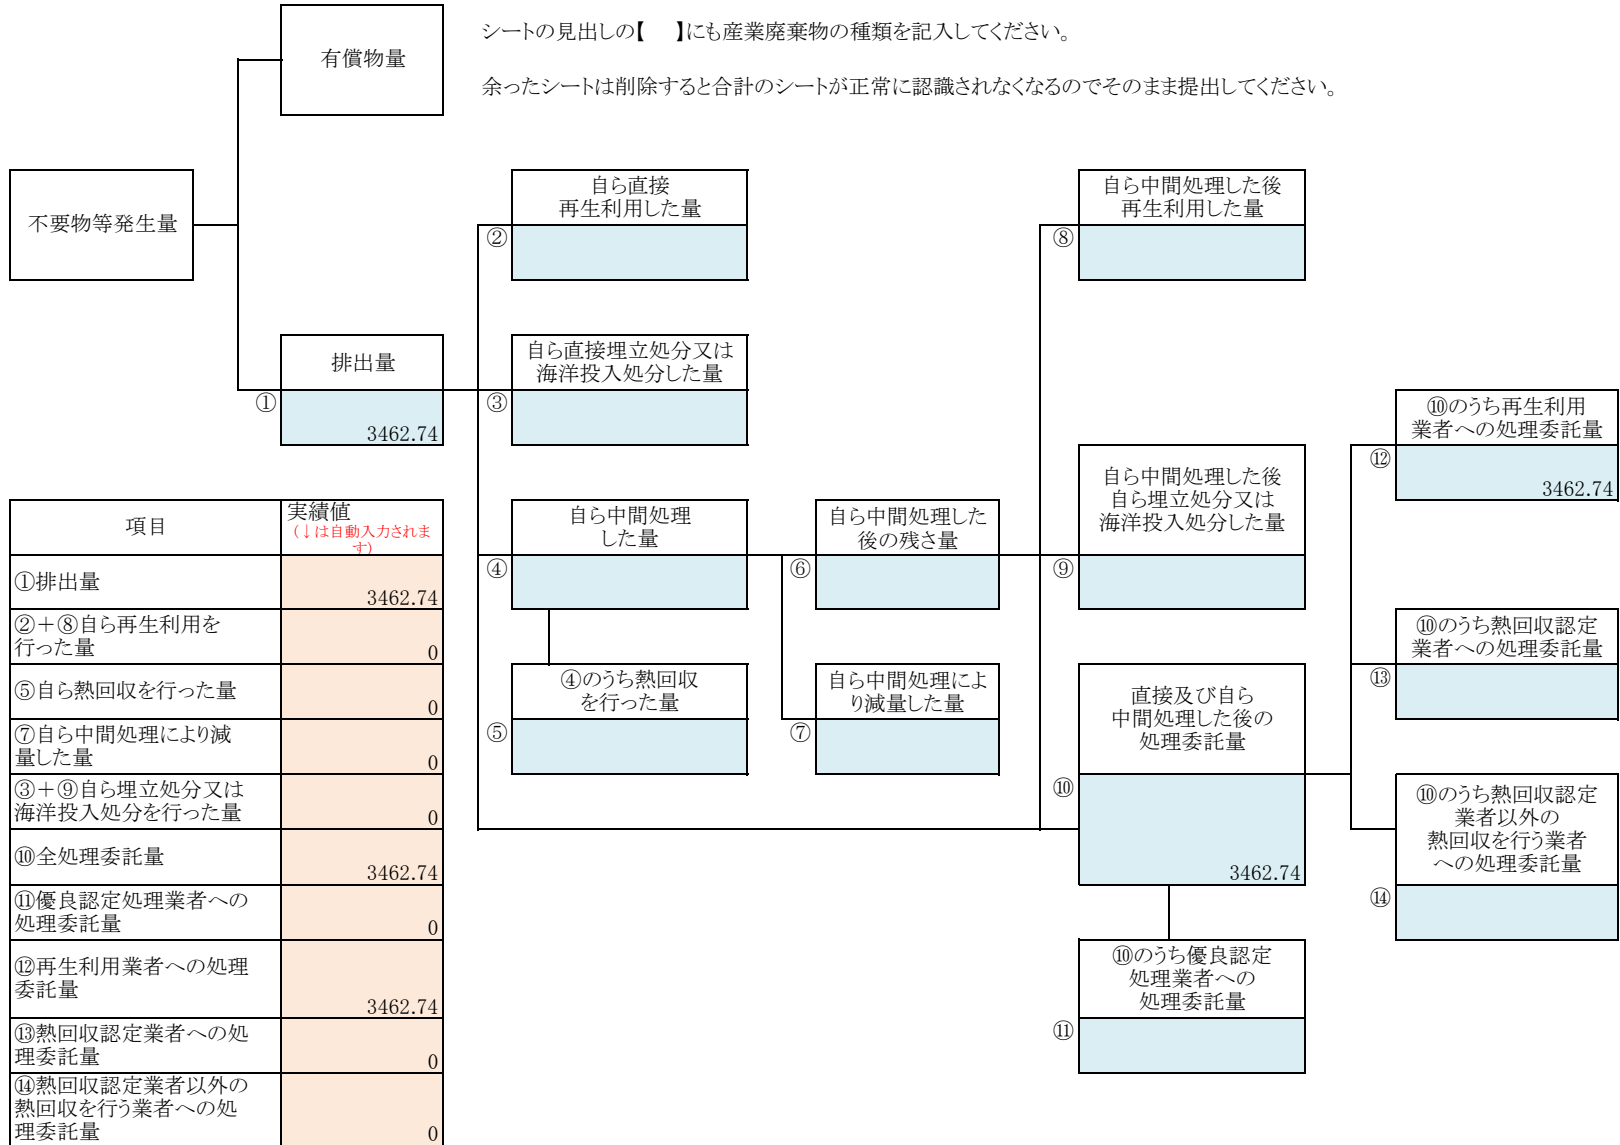 シートの見出しの【　】にも産業廃棄物の種類を記入してください。
有償物量
余ったシートは削除すると合計のシートが正常に認識されなくなるのでそのまま提出してください。
不要物等発生量
自ら直接
再生利用した量
②
自ら中間処理した後
再生利用した量
⑧
排出量
①
3462.74
自ら直接埋立処分又は
海洋投入処分した量
③
⑩のうち再生利用
業者への処理委託量
⑫
3462.74
自ら中間処理した後
自ら埋立処分又は
海洋投入処分した量
⑨
自ら中間処理
した量
④
自ら中間処理した
後の残さ量
⑥
⑩のうち熱回収認定
業者への処理委託量
⑬
④のうち熱回収
を行った量
⑤
自ら中間処理によ
り減量した量
⑦
直接及び自ら
中間処理した後の
処理委託量
⑩
3462.74
⑩のうち熱回収認定
業者以外の
熱回収を行う業者
への処理委託量
⑭
⑩のうち優良認定
処理業者への
処理委託量
⑪
項目
実績値
(↓は自動入力されま
す)
①排出量
3462.74
②＋⑧自ら再生利用を
行った量
0
⑤自ら熱回収を行った量
0
⑦自ら中間処理により減
量した量
0
③＋⑨自ら埋立処分又は
海洋投入処分を行った量
0
⑩全処理委託量
3462.74
⑪優良認定処理業者への
処理委託量
0
⑫再生利用業者への処理
委託量
3462.74
⑬熱回収認定業者への処
理委託量
0
⑭熱回収認定業者以外の
熱回収を行う業者への処
理委託量
0